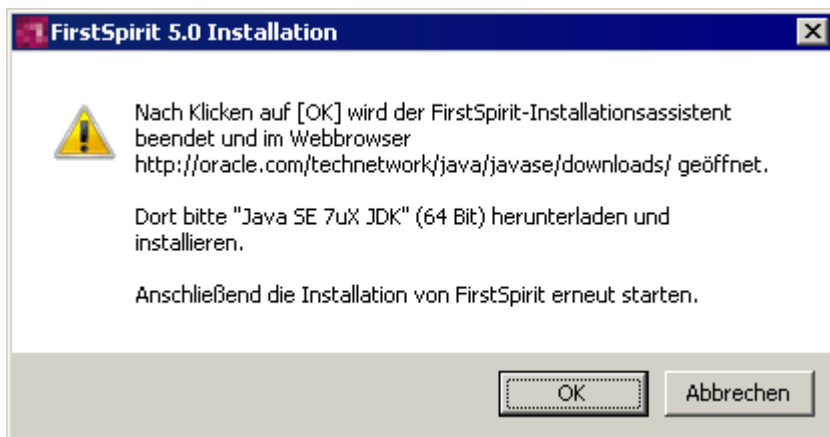 FirstSpirit 5.0 Installation
Nach Klicken auf [OK] wird der FirstSpirit-Installationsassistent
beendet und im Webbrowser
http://oracle.com/technetwork/java/javase/downloads/ geöffnet.
Dort bitte "Java SE 7uX JDK" (64 Bit) herunterladen und
installieren.
Anschließend die Installation von FirstSpirit erneut starten.
OK
Abbrechen